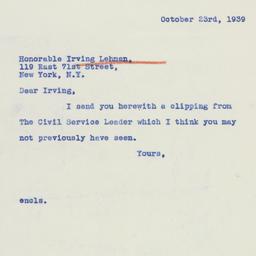 October 23rd, 1939
Honorable Irving Lehman,
119 East 71st Street,
New York, N.Y.
Dear Irving,
I send you herewith a clipping from
The Civil Service Leader which I think you may
not previously have seen.
Yours,
encls.